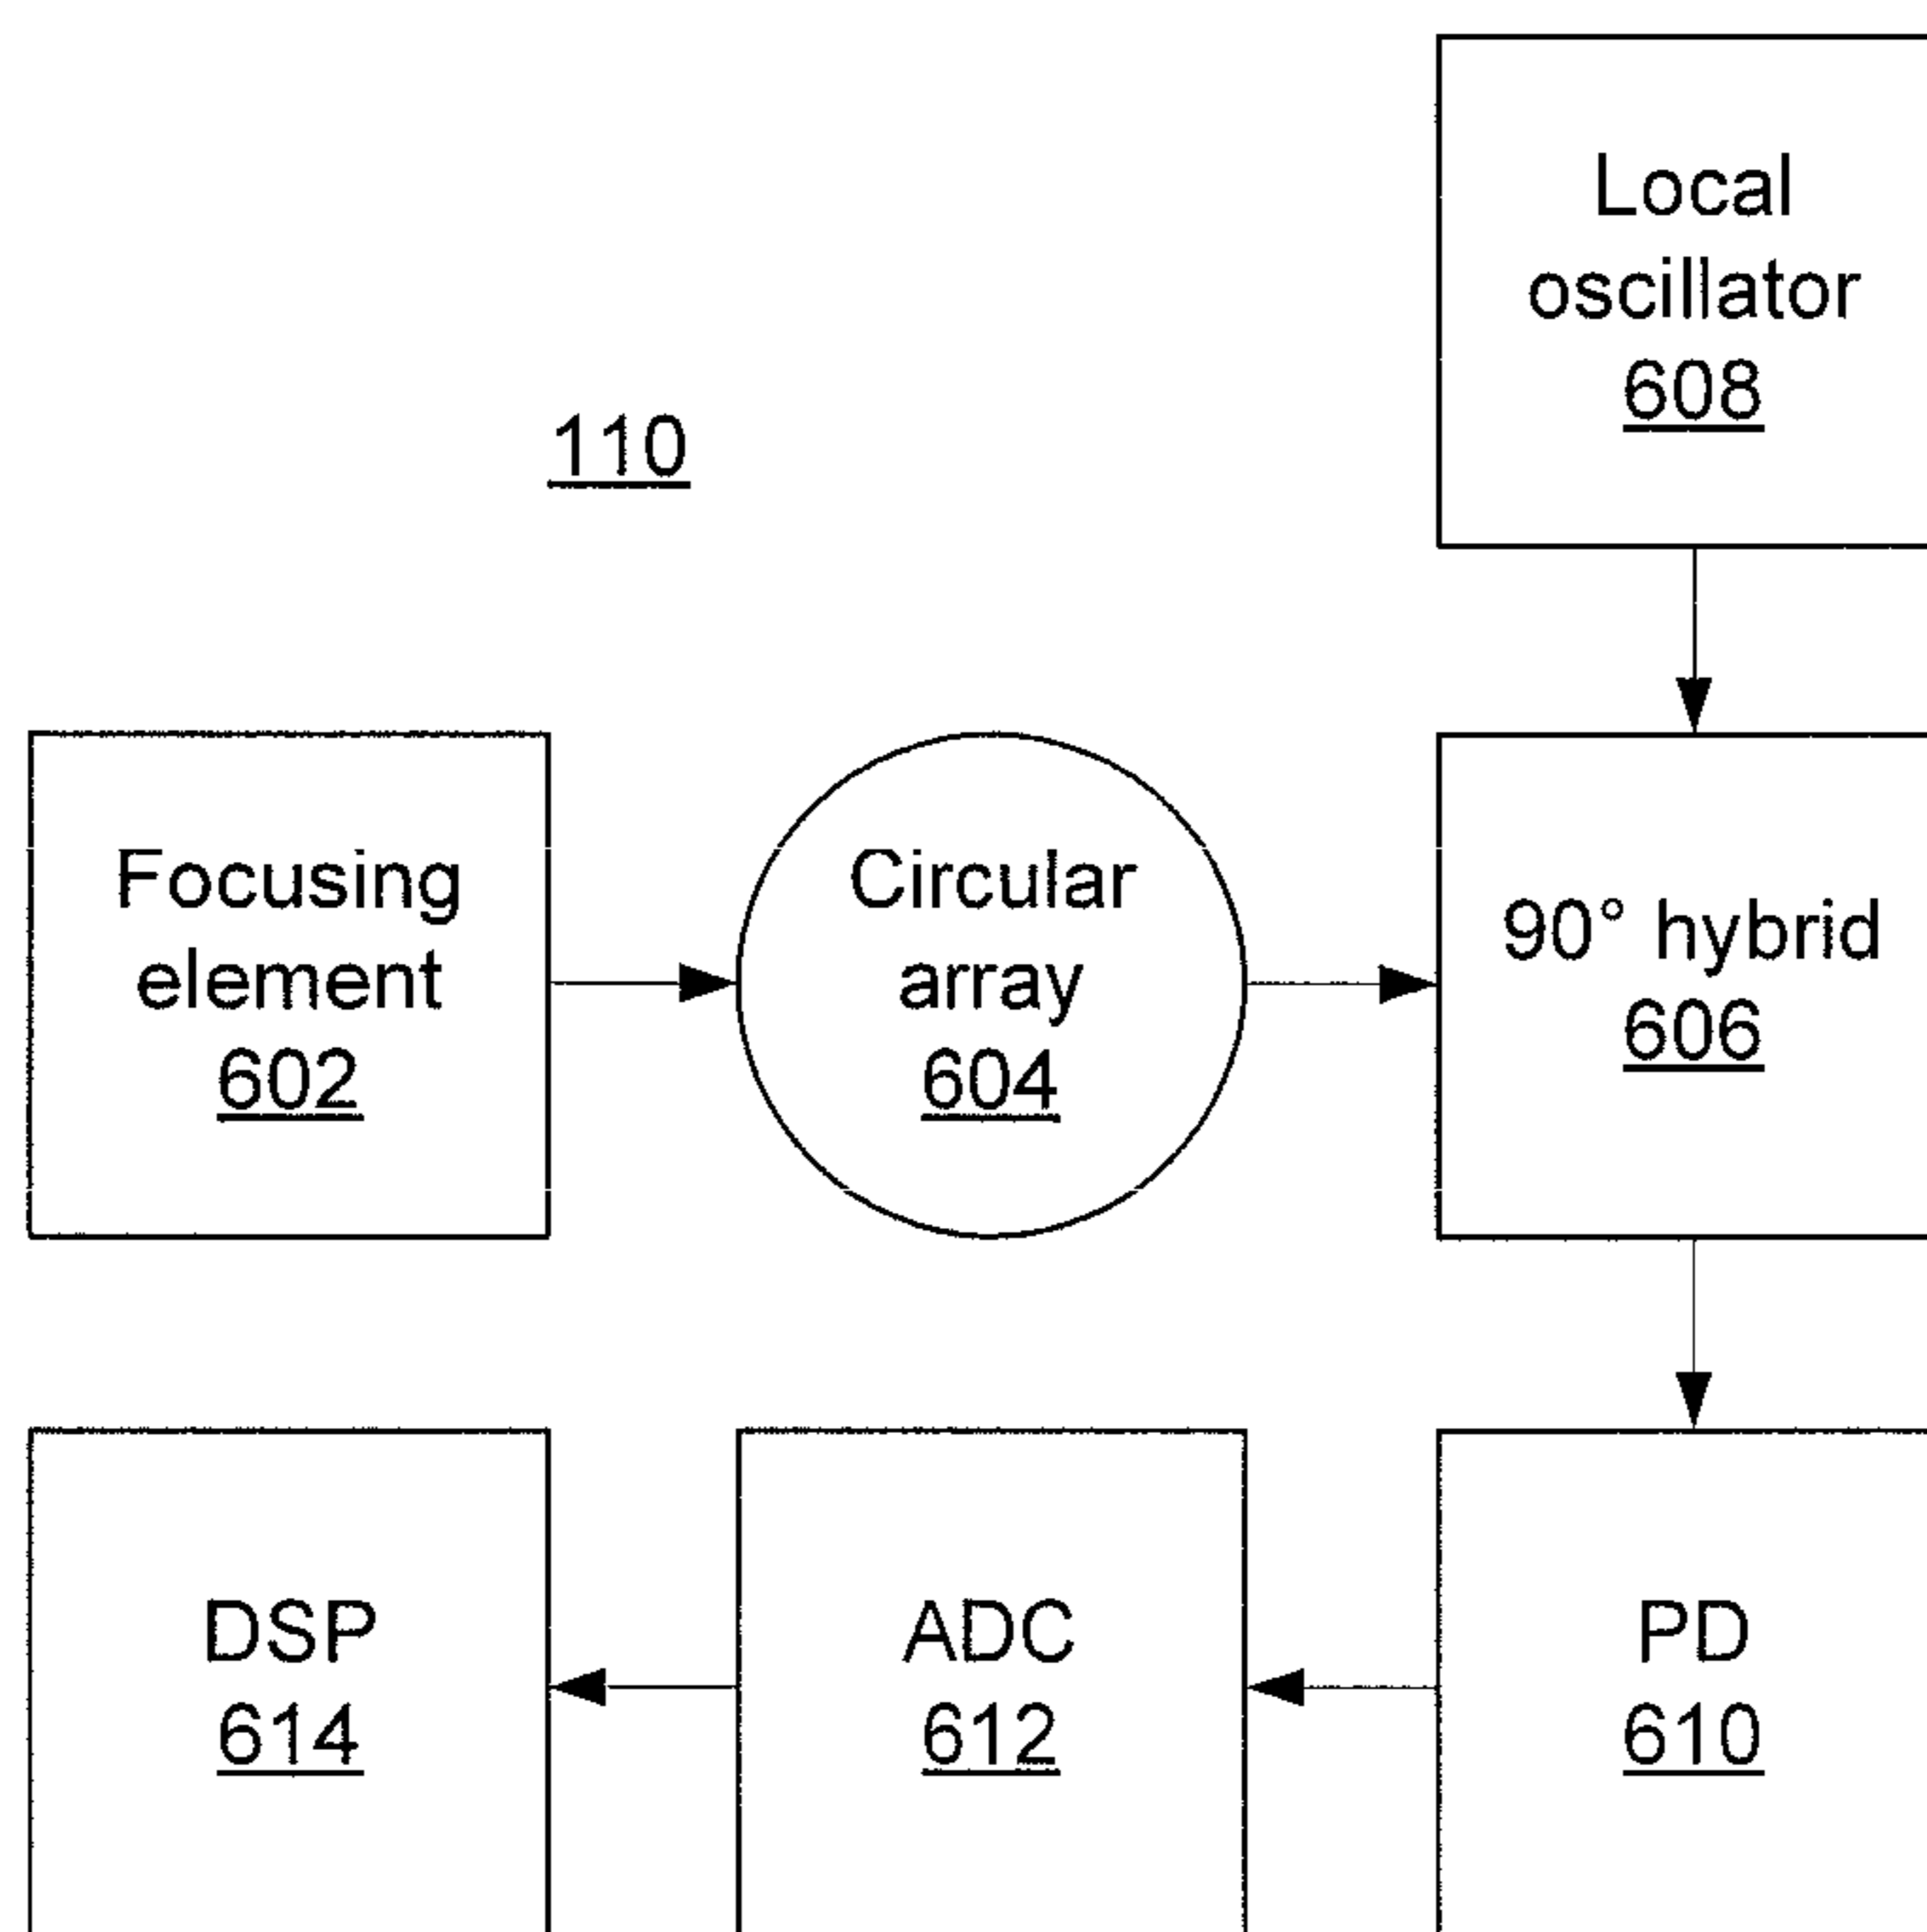 Local
oscillator
608
110
Focusing
element
602
Circular
array
604
90° hybrid
606
DSP
614
ADC
612
PD
610